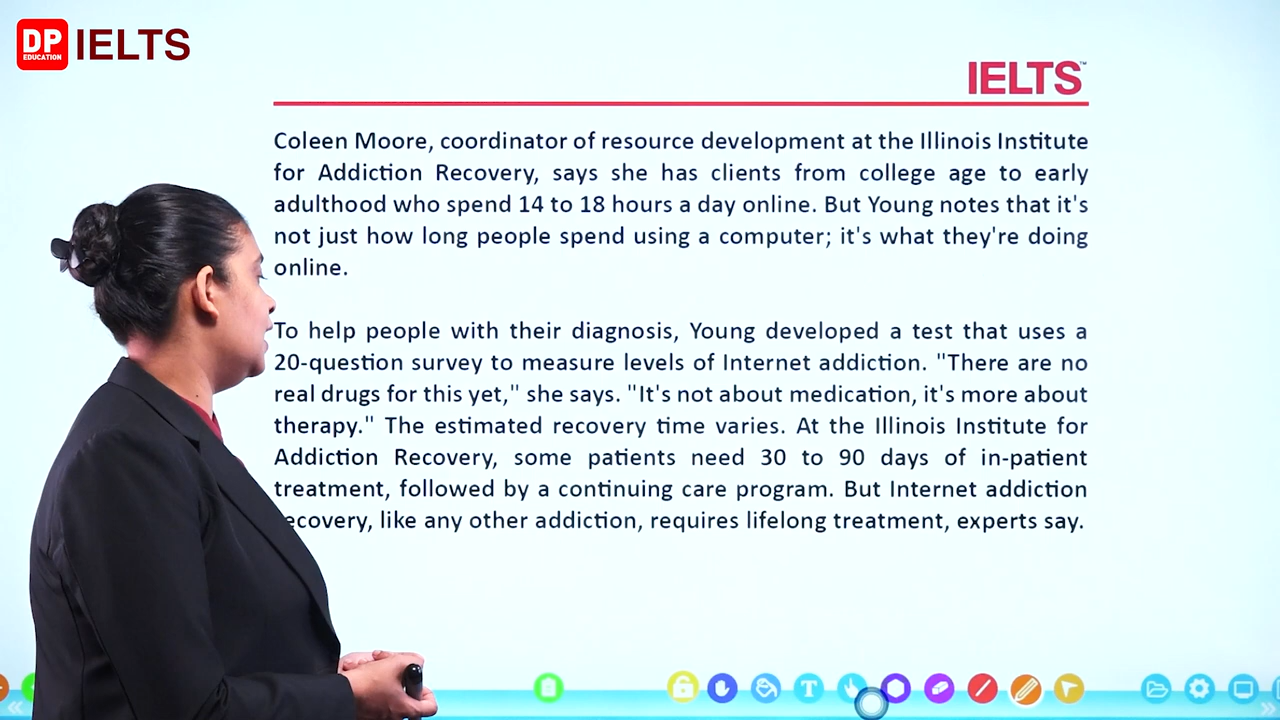 DP
EDUCATION
IELTS
IELTS™
Coleen Moore, coordinator of resource development at the Illinois Institute
for Addiction Recovery, says she has clients from college age to early
adulthood who spend 14 to 18 hours a day online. But Young notes that it's
not just how long people spend using a computer; it's what they're doing
online.
To help people with their diagnosis, Young developed a test that uses a
20-question survey to measure levels of Internet addiction. "There are no
real drugs for this yet," she says. "It's not about medication, it's more about
therapy." The estimated recovery time varies. At the Illinois Institute for
Addiction Recovery, some patients need 30 to 90 days of in-patient
treatment, followed by a continuing care program. But Internet addiction
ecovery, like any other addiction, requires lifelong treatment, experts say.
T